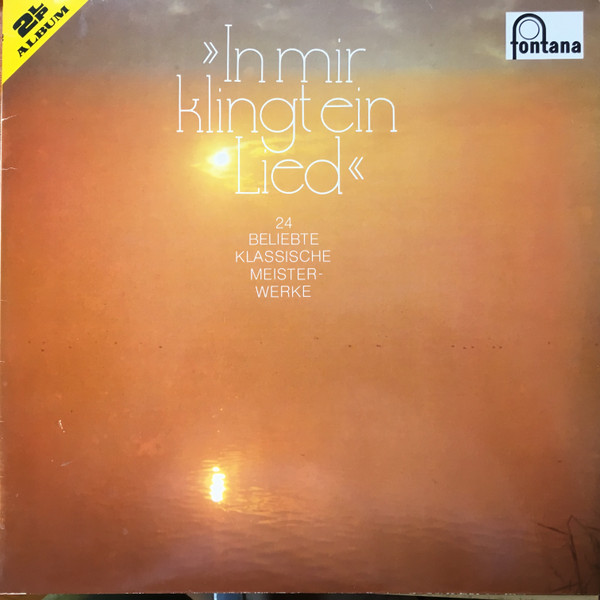 2LP
ALBUM
fontana
»In mir
klingt ein
Lied«
24
BELIEBTE
KLASSISCHE
MEISTER-
WERKE